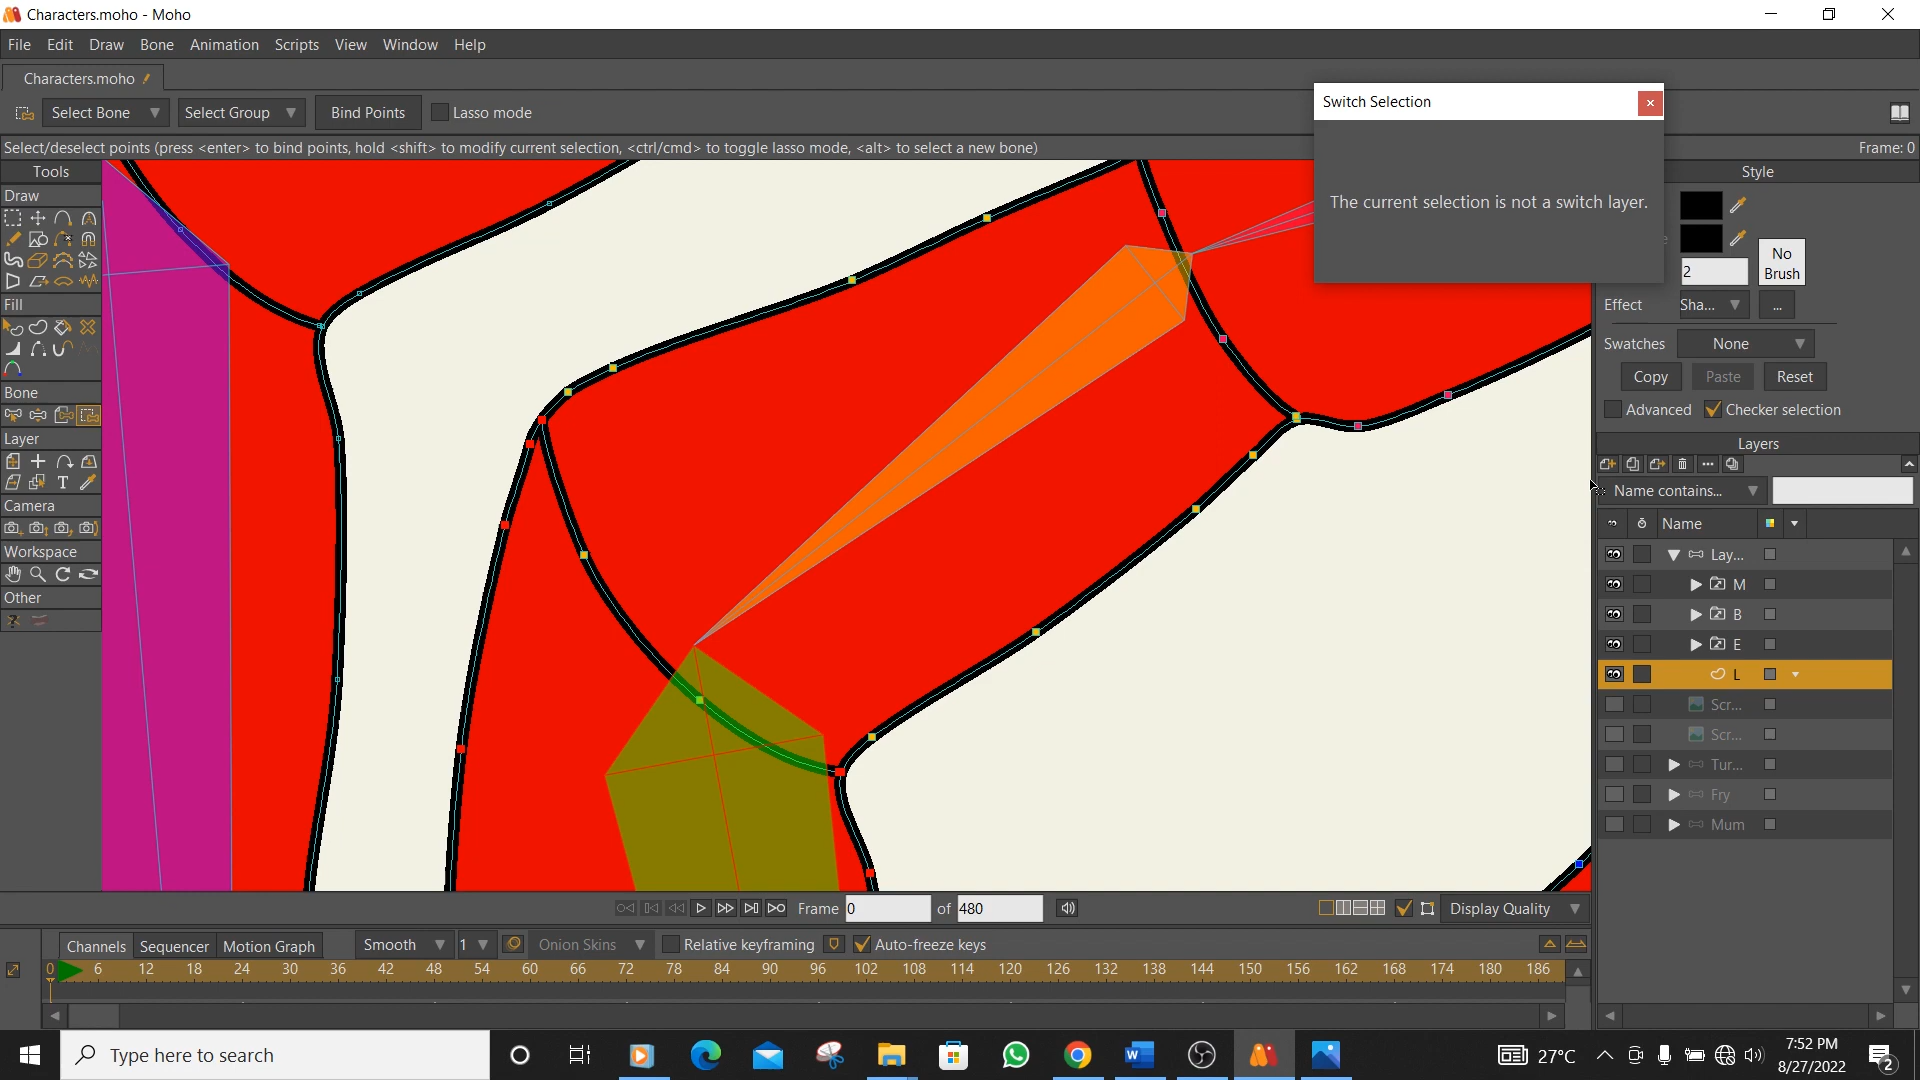 Characters.moho - Moho
File Edit Draw Bone Animation Scripts View Window Help
Characters.moho
Select Bone Select Group Bind Points Lasso mode
Select/deselect points (press <enter> to bind points, hold <shift> to modify current selection, <ctrl/cmd> to toggle lasso mode, <alt> to select a new bone)
Frame: 0
Switch Selection
The current selection is not a switch layer.
Tools
Draw
Fill
Bone
Layer
T
Camera
Workspace
Other
Style
2
No
Brush
Effect Sha... ...
Swatches None
Copy Paste Reset
Advanced Checker selection
Layers
Name contains...
Name
Lay...
M
B
E
L
Scr...
Scr...
Tur...
Fry
Mum
Frame 0 of 480
Display Quality
Channels Sequencer Motion Graph Smooth 1 Onion Skins Relative keyframing Auto-freeze keys
0 6 12 18 24 30 36 42 48 54 60 66 72 78 84 90 96 102 108 114 120 126 132 138 144 150 156 162 168 174 180 186
Type here to search
27°C
7:52 PM
8/27/2022
2